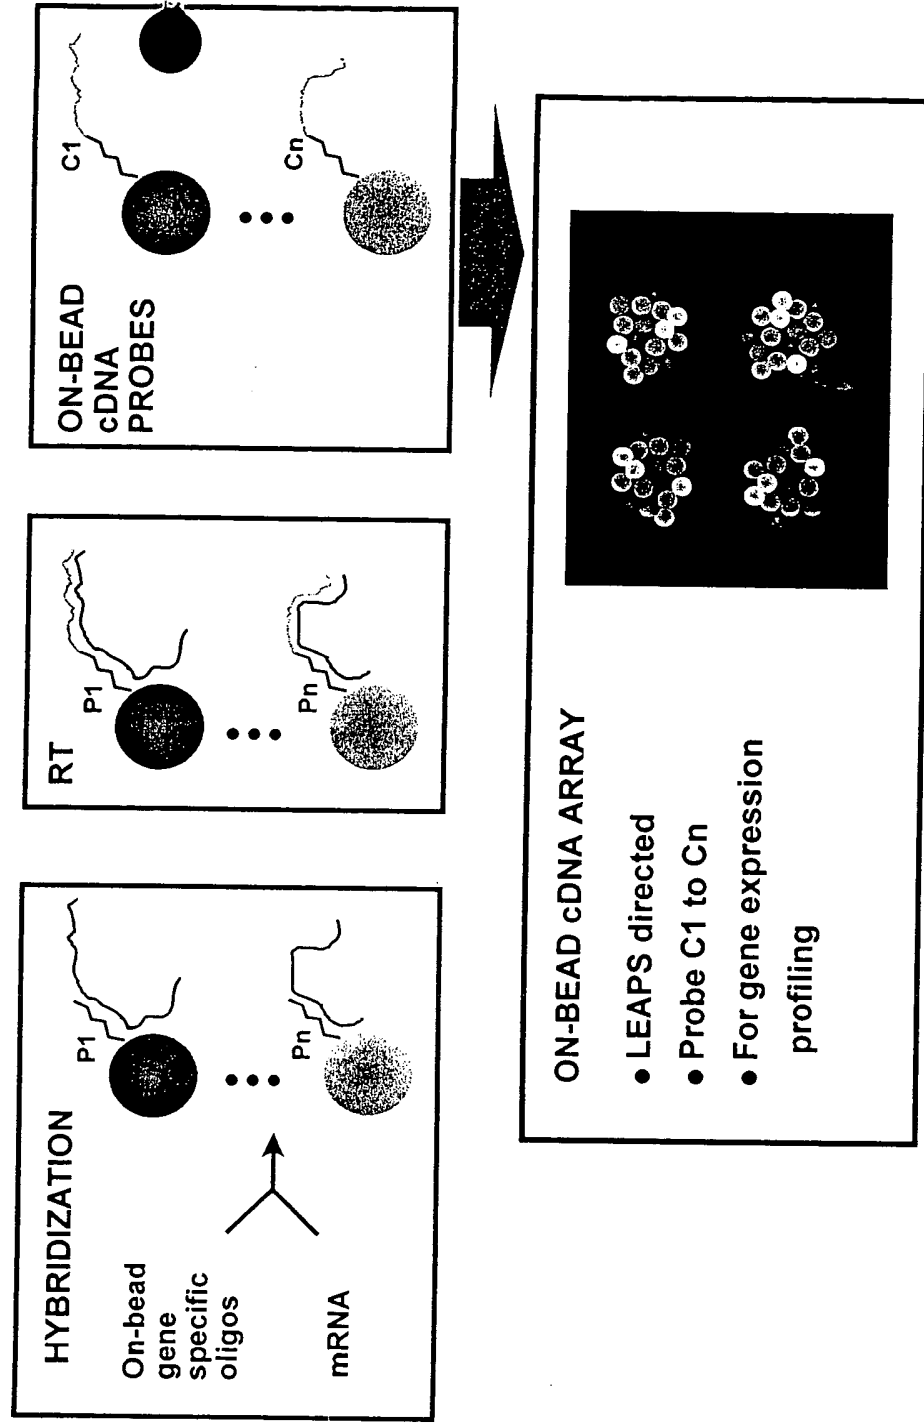 HYBRIDIZATION
On-bead
gene
specific
oligos
mRNA
P1
Pn
RT
P1
Pn
ON-BEAD
cDNA
PROBES
C1
Cn
ON-BEAD cDNA ARRAY
● LEAPS directed
● Probe C1 to Cn
● For gene expression
profiling